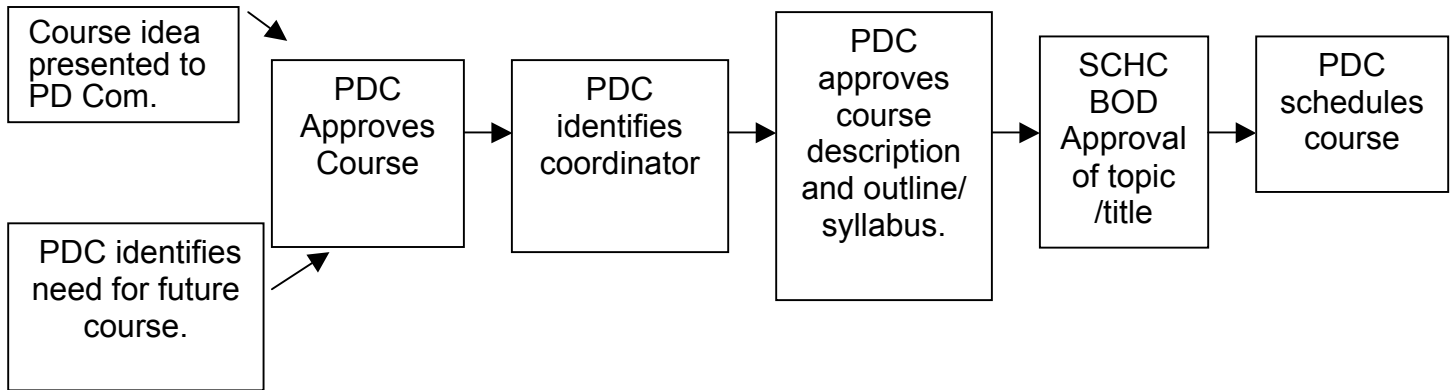 Course idea
presented to
PD Com.
PDC identifies
need for future
course.
PDC
Approves
Course
PDC
identifies
coordinator
PDC
approves
course
description
and outline/
syllabus.
SCHC
BOD
Approval
of topic
/title
PDC
schedules
course